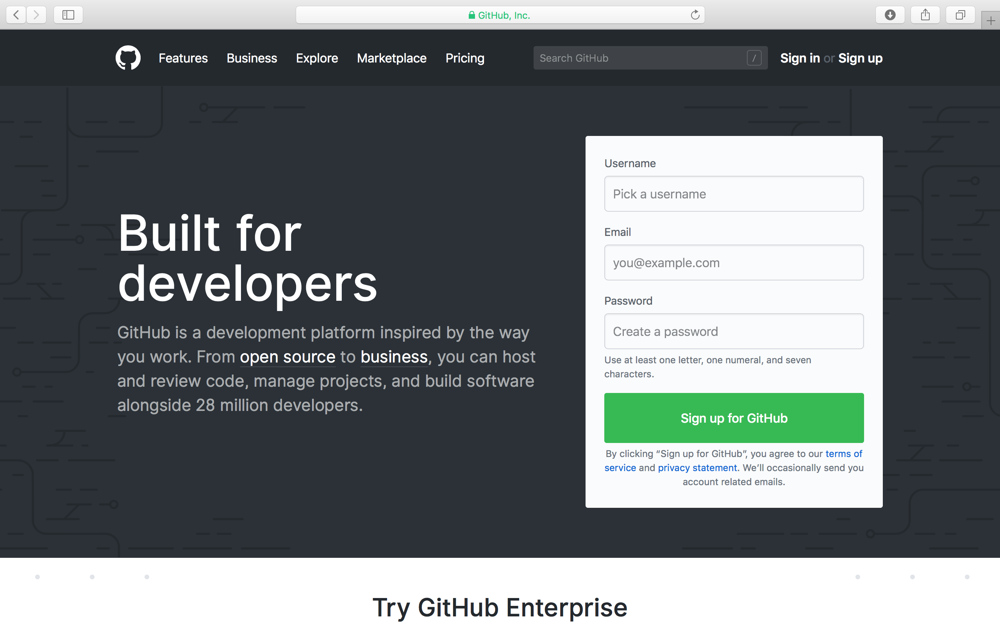 GitHub, Inc.
Features Business Explore Marketplace Pricing Search GitHub / Sign in or Sign up
Built for
developers
GitHub is a development platform inspired by the way
you work. From open source to business, you can host
and review code, manage projects, and build software
alongside 28 million developers.
Username
Pick a username
Email
you@example.com
Password
Create a password
Use at least one letter, one numeral, and seven
characters.
Sign up for GitHub
By clicking “Sign up for GitHub”, you agree to our terms of
service and privacy statement. We’ll occasionally send you
account related emails.
Try GitHub Enterprise